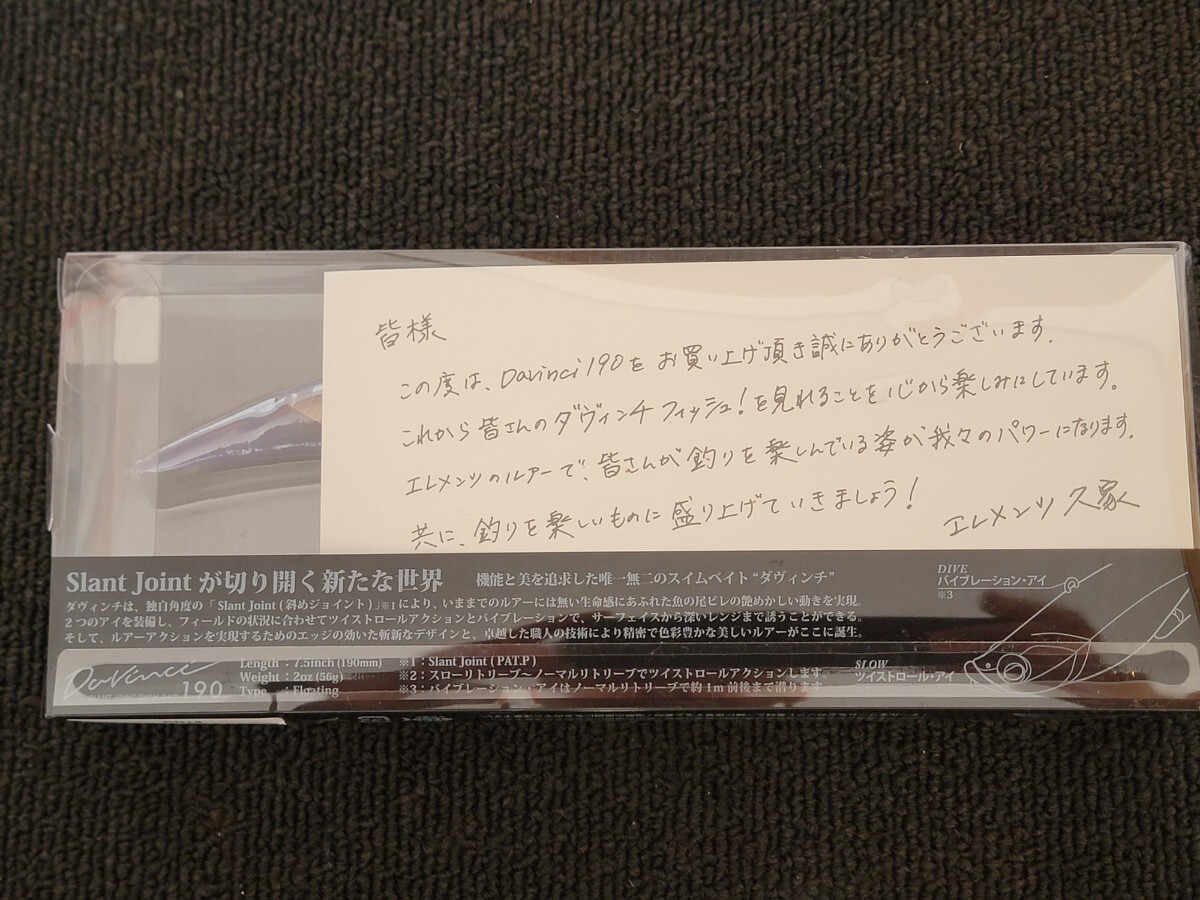 皆様
この度は、Davinci190をお買い上げ頂き誠にありがとうございます.
これから皆さんのダヴィンチフィッシュ!を見れることを心から楽しみにしています。
エレメンツのルアーで、皆さんが釣りを楽しんでいる姿が我々のパワーになります.
共に、釣りを楽しいものに盛り上げていきましょう!
エレメンツ 久家
Slant Joint が切り開く新たな世界
機能と美を追求した唯一無二のスイムベイト“ダヴィンチ”
ダヴィンチは、独自角度の「Slant Joint (斜めジョイント)」※1により、いままでのルアーには無い生命感にあふれた魚の尾ビレの艶めかしい動きを実現。
2つのアイを装備し、フィールドの状況に合わせてツイストロールアクションとバイブレーションで、サーフェイスから深いレンジまで誘うことができる。
そして、ルアーアクションを実現するためのエッジの効いた斬新なデザインと、卓越した職人の技術により精密で色彩豊かな美しいルアーがここに誕生。
DaVinci
190
Length : 7.5inch (190mm)
Weight : 2oz (56g)
Type : Floating
※1：Slant Joint ( PAT.P )
※2：スローリトリーブ～ノーマルリトリーブでツイストロールアクションします。
※3：バイブレーション・アイはノーマルリトリーブで約1m前後まで潜ります。
DIVE
バイブレーション・アイ
※3
SLOW
ツイストロール・アイ